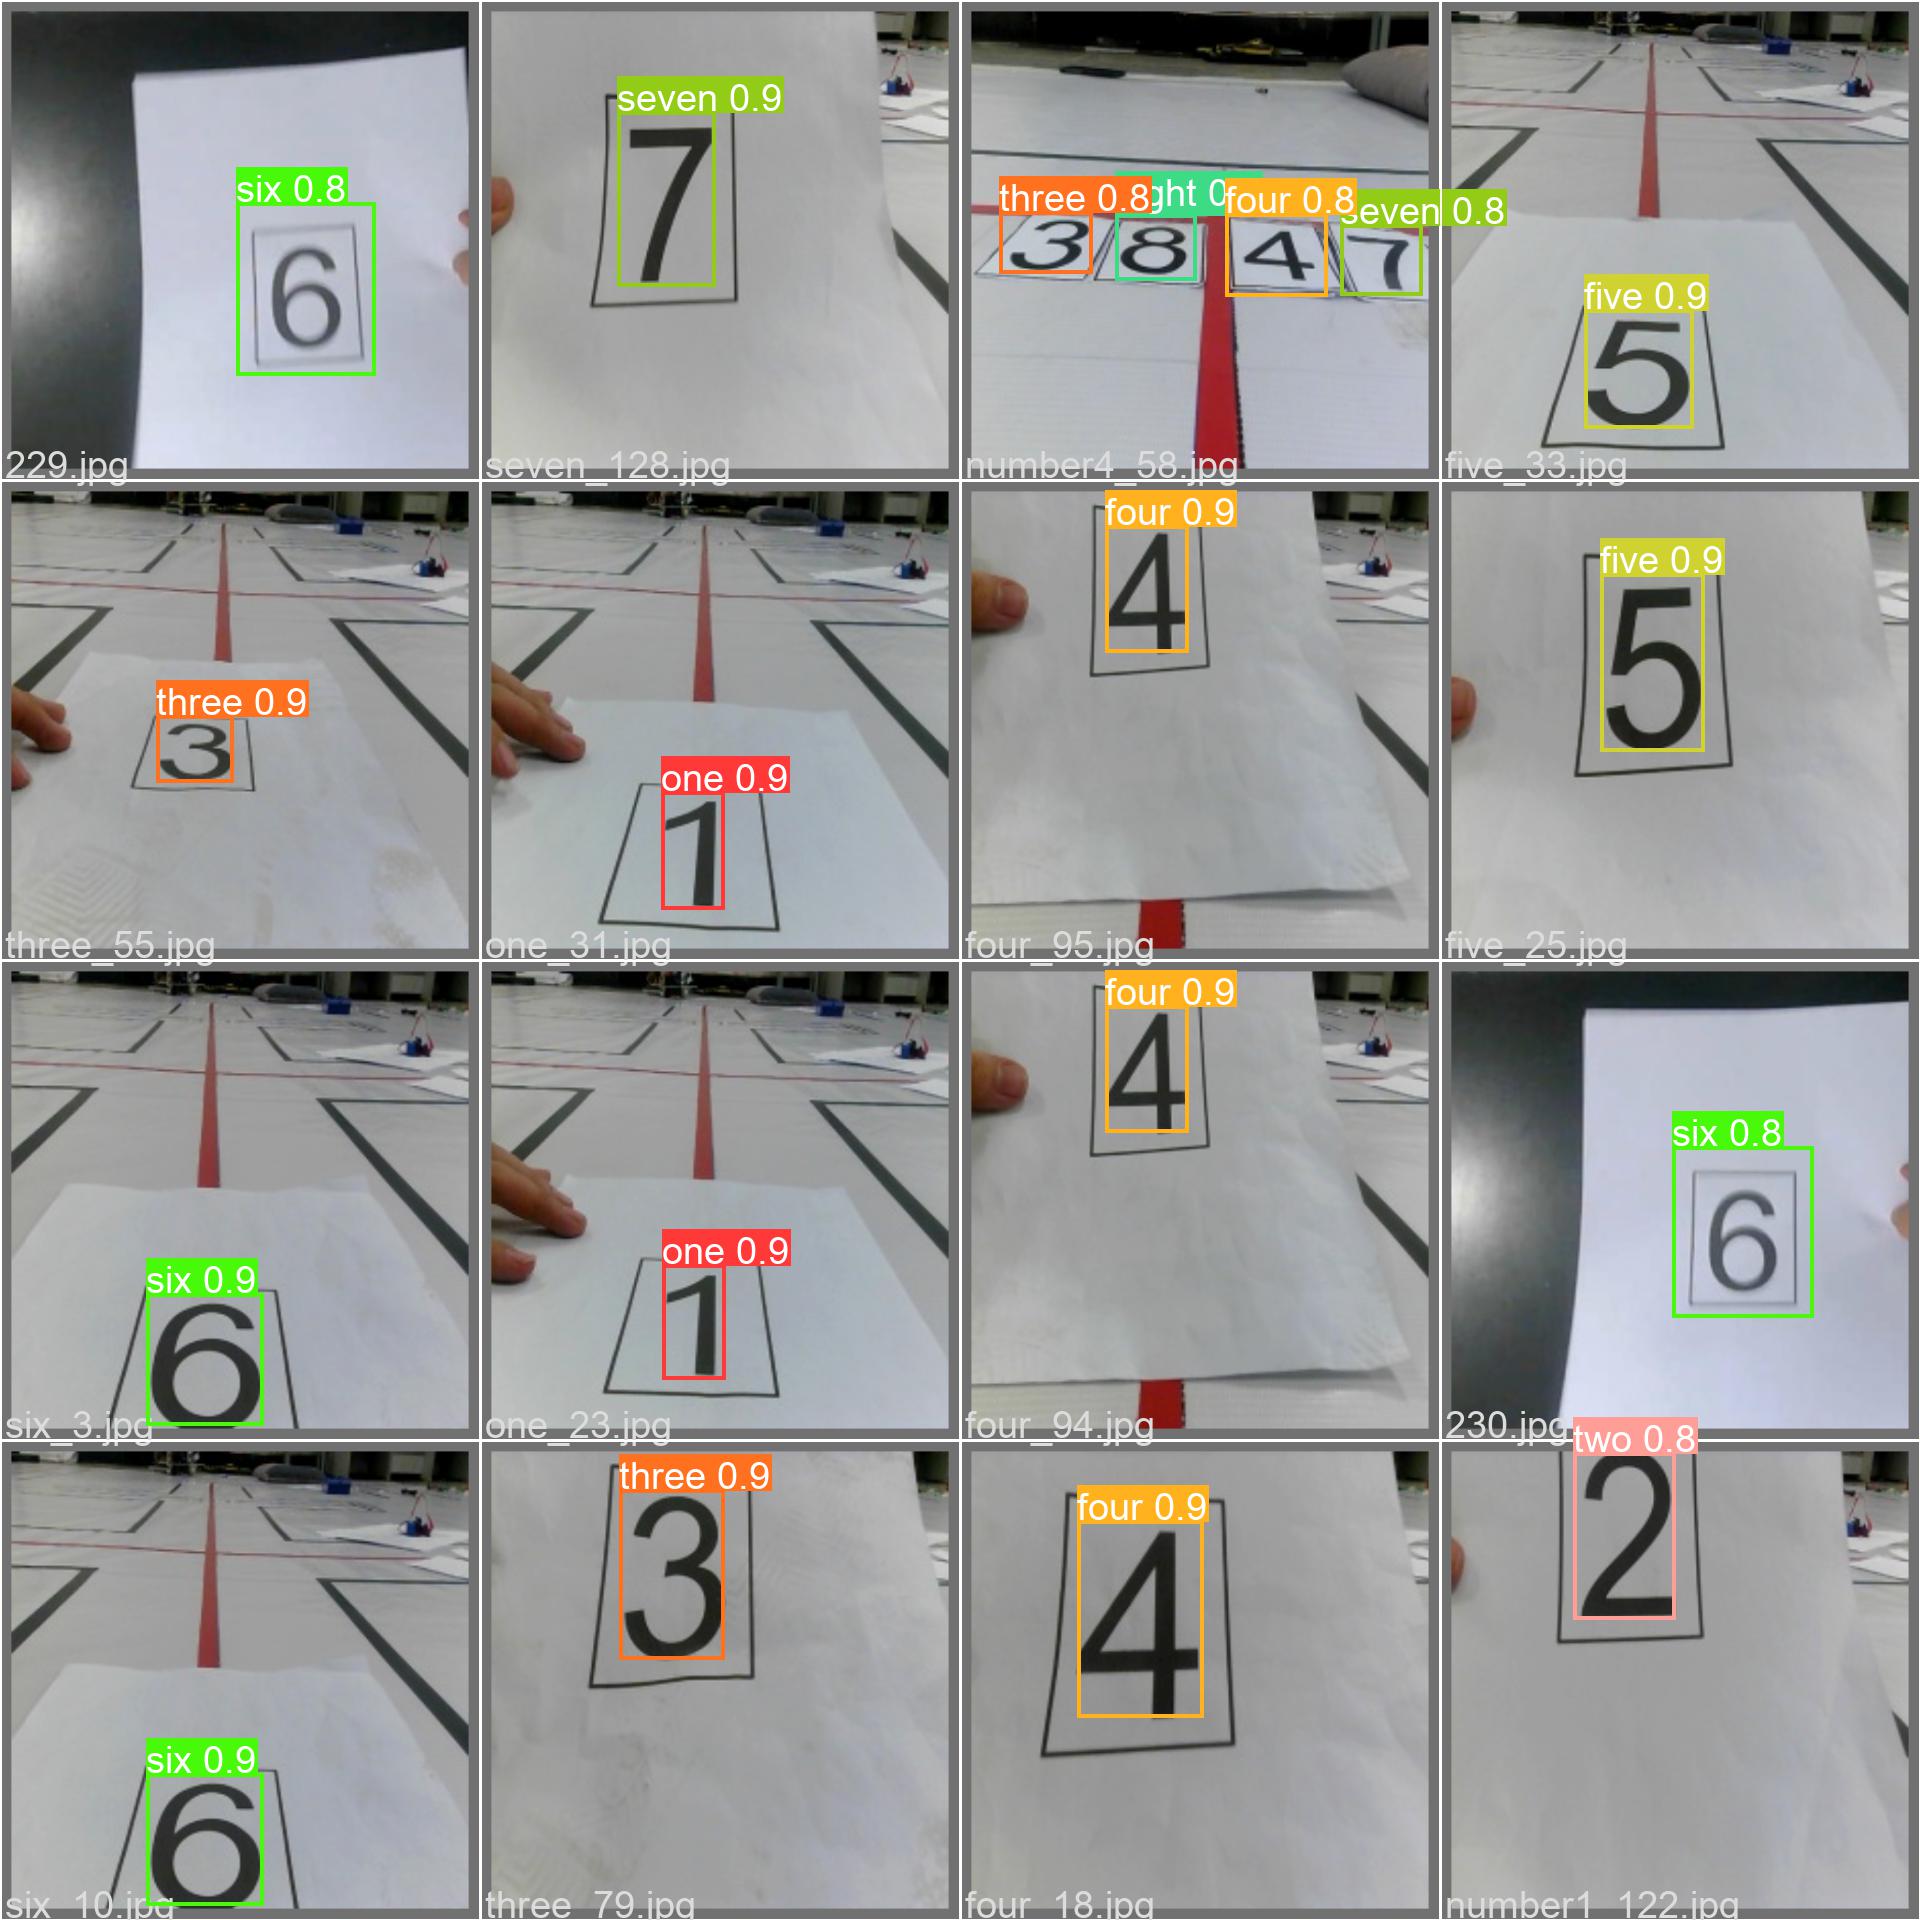 six 0.8
6
229.jpg
seven 0.9
7
seven_128.jpg
three 0.8 ght 0 four 0.8 seven 0.8
3 8 4 7
number4_58.jpg
five 0.9
5
five_33.jpg
three 0.9
3
three_55.jpg
one 0.9
1
one_31.jpg
four 0.9
4
four_95.jpg
five 0.9
5
five_25.jpg
six 0.9
6
six_3.jpg
one 0.9
1
one_23.jpg
four 0.9
4
four_94.jpg
six 0.8
6
230.jpg
six 0.9
6
six_10.jpg
three 0.9
3
three_79.jpg
four 0.9
4
four_18.jpg
two 0.8
2
number1_122.jpg